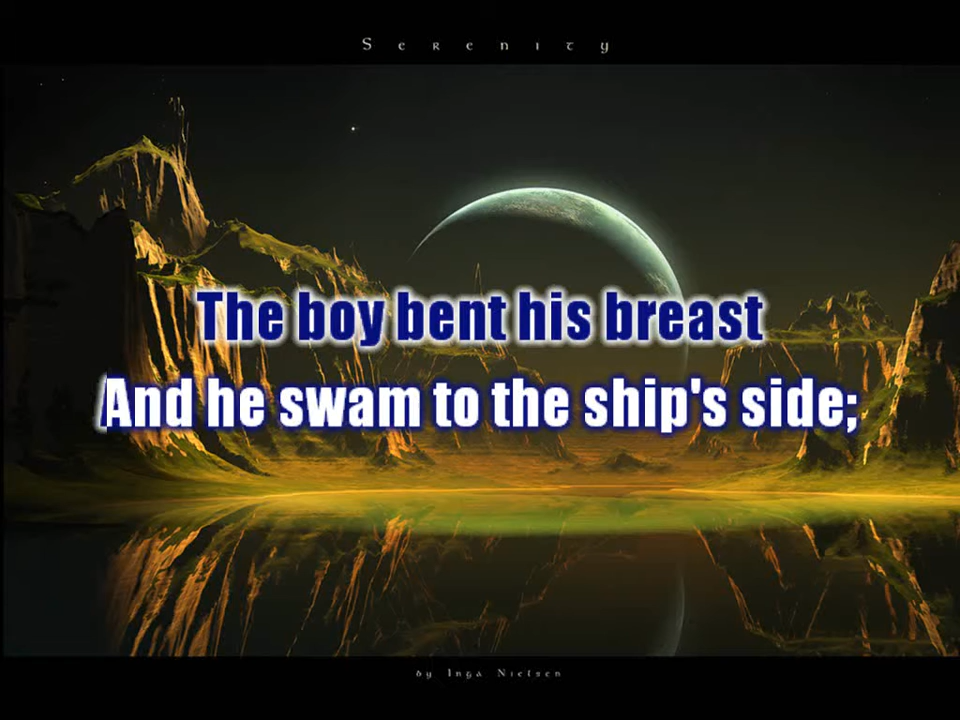 Serenity
The boy bent his breast
And he swam to the ship's side;
by Inga Nielsen